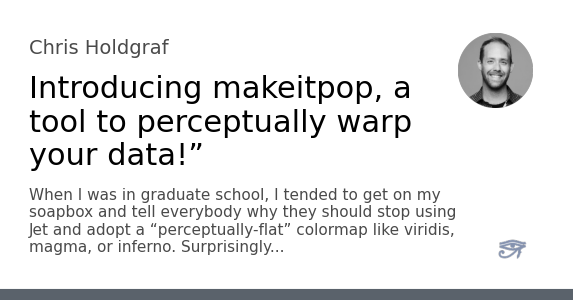 Chris Holdgraf
Introducing makeitpop, a
tool to perceptually warp
your data!”
When I was in graduate school, I tended to get on my
soapbox and tell everybody why they should stop using
Jet and adopt a “perceptually-flat” colormap like viridis,
magma, or inferno. Surprisingly...